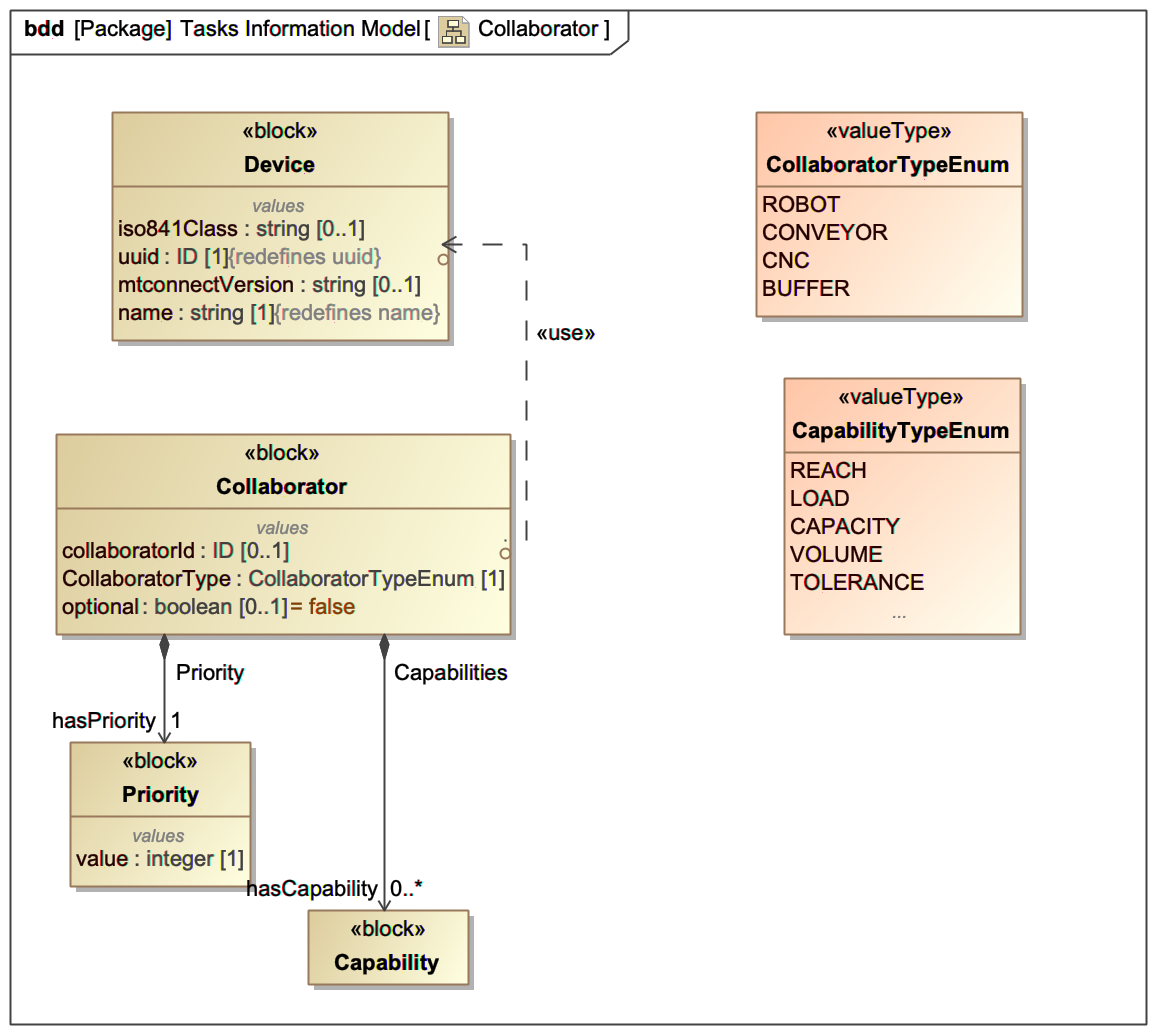 bdd [Package] Tasks Information Model [ Collaborator ]
«block»
Device
values
iso841Class : string [0..1]
uuid : ID [1]{redefines uuid}
mtconnectVersion : string [0..1]
name : string [1]{redefines name}
«use»
«block»
Collaborator
values
collaboratorId : ID [0..1]
CollaboratorType : CollaboratorTypeEnum [1]
optional : boolean [0..1] = false
Priority
hasPriority 1
Capabilities
hasCapability 0..*
«block»
Priority
values
value : integer [1]
«block»
Capability
«valueType»
CollaboratorTypeEnum
ROBOT
CONVEYOR
CNC
BUFFER
«valueType»
CapabilityTypeEnum
REACH
LOAD
CAPACITY
VOLUME
TOLERANCE
...